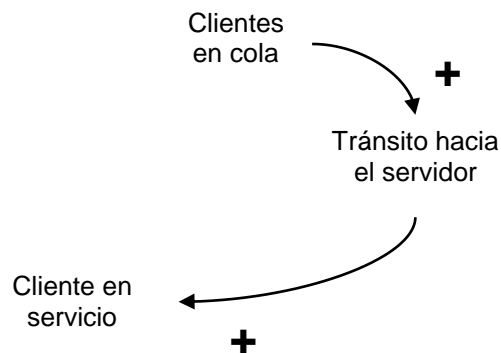 Clientes
en cola
+
Tránsito hacia
el servidor
Cliente en
servicio
+